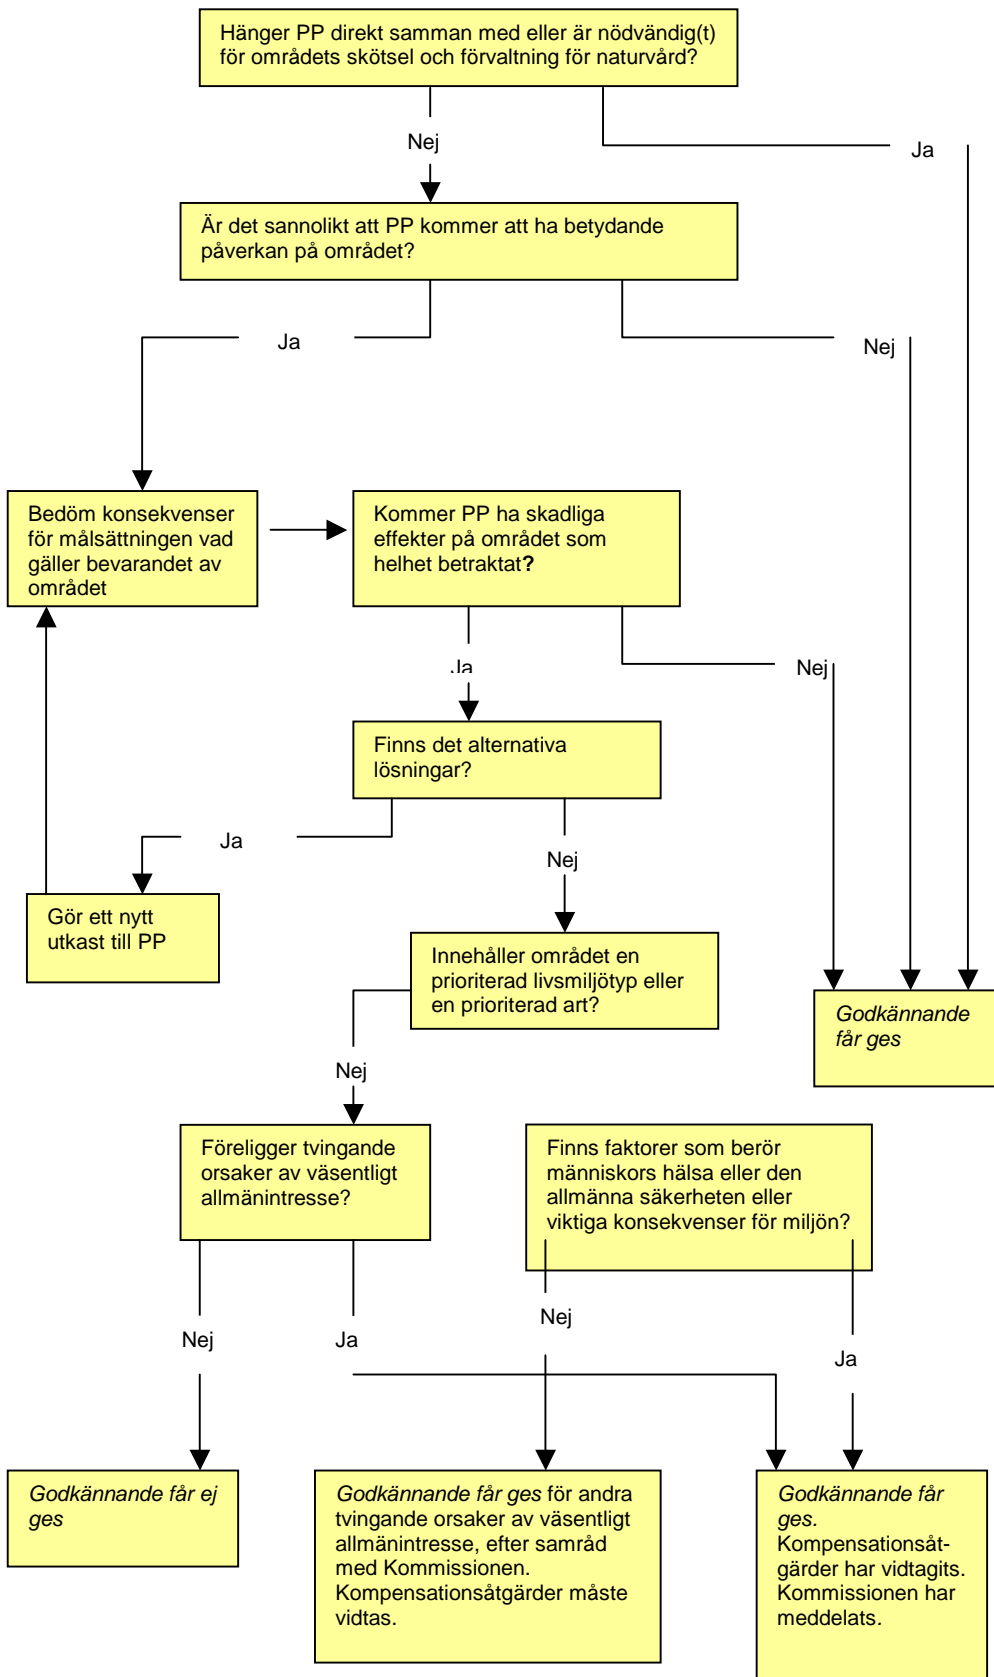 Hänger PP direkt samman med eller är nödvändig(t)
för områdets skötsel och förvaltning för naturvård?
Nej
Ja
Är det sannolikt att PP kommer att ha betydande
påverkan på området?
Ja
Nej
Bedöm konsekvenser
för målsättningen vad
gäller bevarandet av
området
Kommer PP ha skadliga
effekter på området som
helhet betraktat?
Ja
Nej
Finns det alternativa
lösningar?
Ja
Nej
Gör ett nytt
utkast till PP
Innehåller området en
prioriterad livsmiljötyp eller
en prioriterad art?
Godkännande
får ges
Nej
Föreligger tvingande
orsaker av väsentligt
allmänintresse?
Finns faktorer som berör
människors hälsa eller den
allmänna säkerheten eller
viktiga konsekvenser för miljön?
Nej
Ja
Nej
Ja
Godkännande får ej
ges
Godkännande får ges för andra
tvingande orsaker av väsentligt
allmänintresse, efter samråd
med Kommissionen.
Kompensationsåtgärder måste
vidtas.
Godkännande får
ges.
Kompensationsåt-
gärder har vidtagits.
Kommissionen har
meddelats.